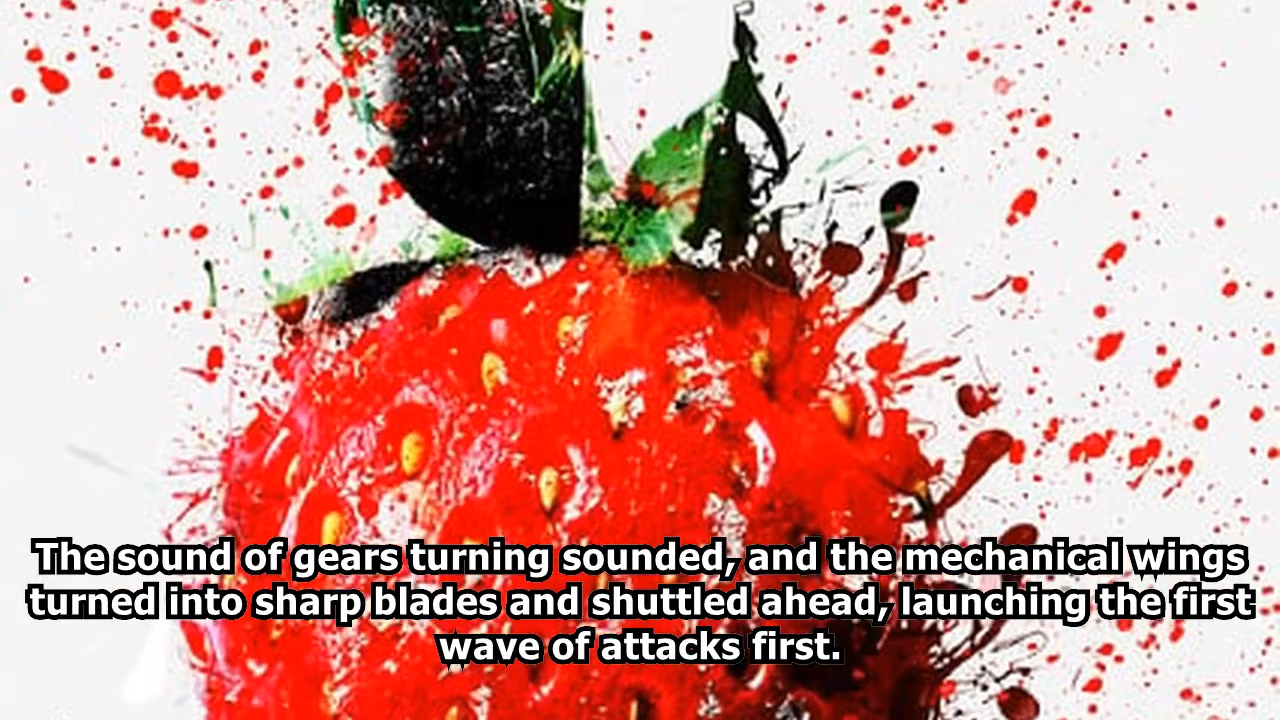 The sound of gears turning sounded, and the mechanical wings
turned into sharp blades and shuttled ahead, launching the first
wave of attacks first.